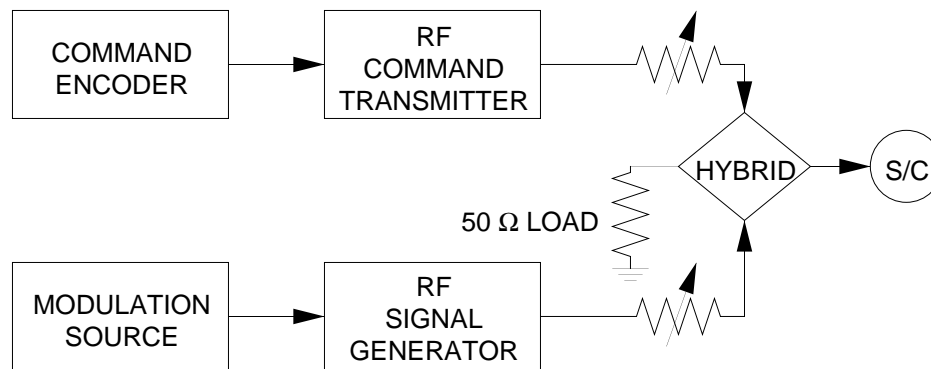 COMMAND
ENCODER
RF
COMMAND
TRANSMITTER
HYBRID
S/C
50 Ω LOAD
MODULATION
SOURCE
RF
SIGNAL
GENERATOR